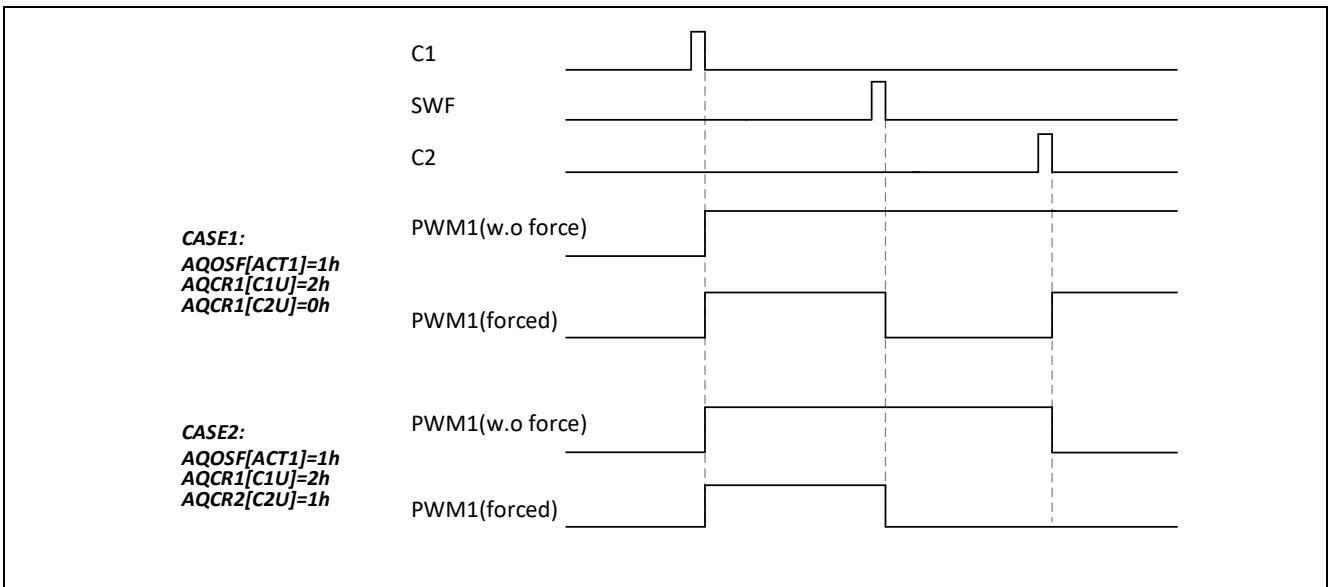 C1
SWF
C2
PWM1(w.o force)
CASE1:
AQOSF[ACT1]=1h
AQCR1[C1U]=2h
AQCR1[C2U]=0h
PWM1(forced)
PWM1(w.o force)
CASE2:
AQOSF[ACT1]=1h
AQCR1[C1U]=2h
AQCR2[C2U]=1h
PWM1(forced)